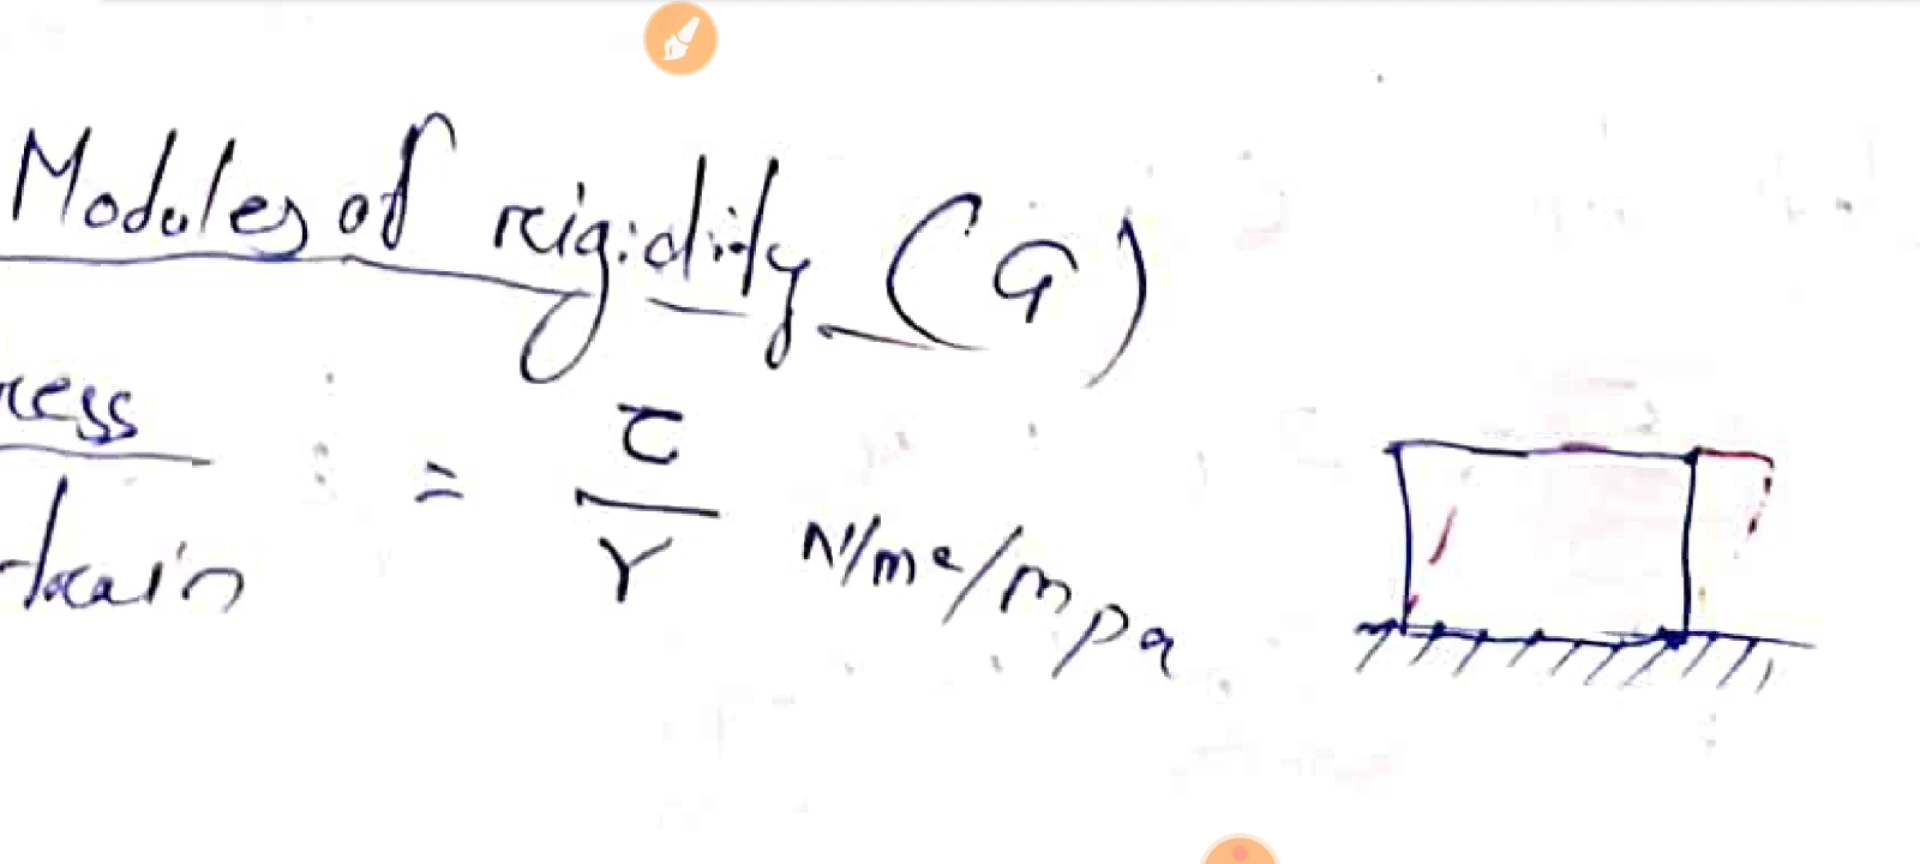 Modules of rigidity (G)
ress = τ/γ N/m²/mpa
train